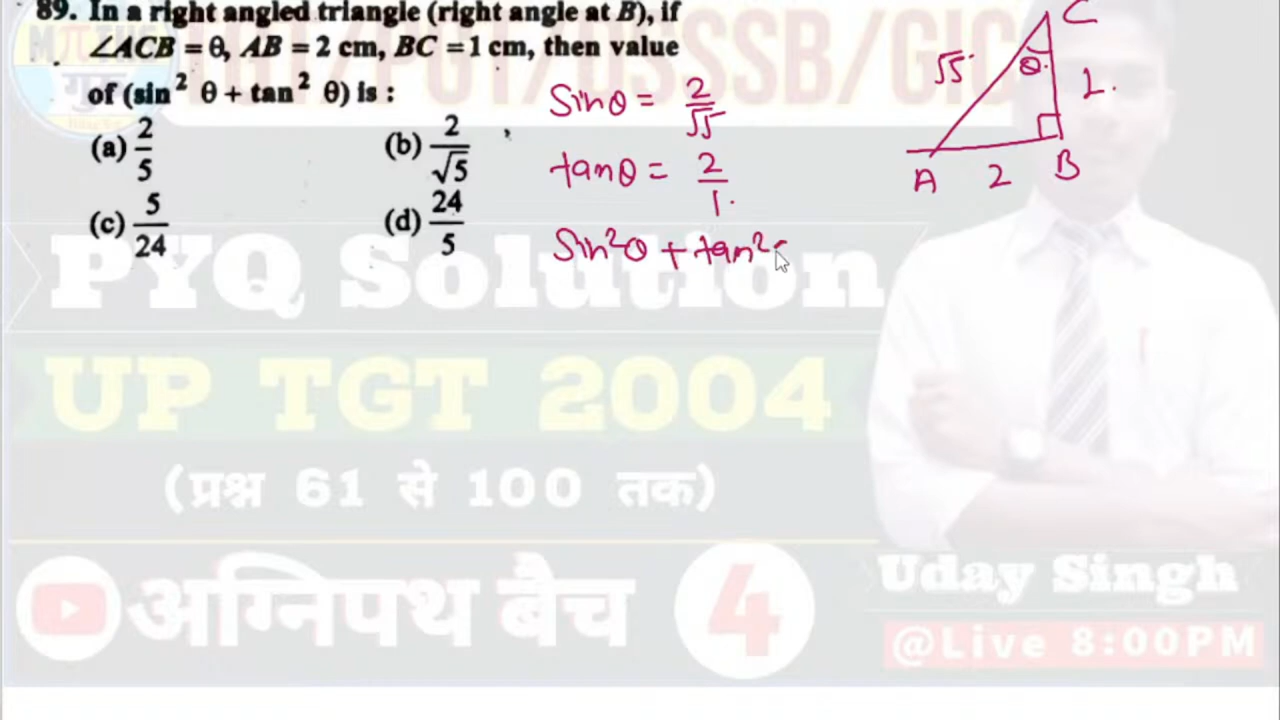 89. In a right angled triangle (right angle at B), if
∠ACB = θ, AB = 2 cm, BC = 1 cm, then value
of (sin² θ + tan² θ) is :
(a) 2/5
(b) 2/√5
(c) 5/24
(d) 24/5
Sinθ = 2/√5
tanθ = 2/1
Sin²θ + tan²
C
√5
θ
1
A
2
B
PYQ Solution
UP TGT 2004
(प्रश्न 61 से 100 तक)
अग्निपथ बैच
4
Uday Singh
@Live 8:00PM